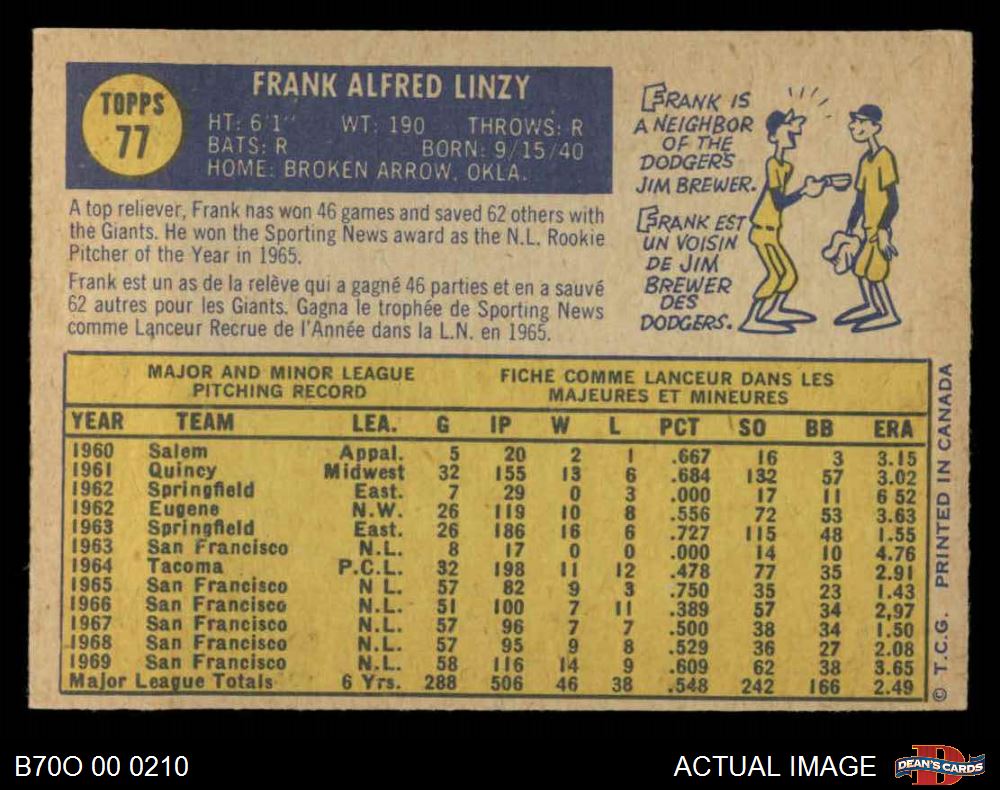 TOPPS
77
FRANK ALFRED LINZY
HT: 6'1" WT: 190 THROWS: R
BATS: R BORN: 9/15/40
HOME: BROKEN ARROW, OKLA.
A top reliever, Frank has won 46 games and saved 62 others with
the Giants. He won the Sporting News award as the N.L. Rookie
Pitcher of the Year in 1965.
Frank est un as de la relève qui a gagné 46 parties et en a sauvé
62 autres pour les Giants. Gagna le trophée de Sporting News
comme Lanceur Recrue de l'Année dans la L.N. en 1965.
FRANK IS
A NEIGHBOR
OF THE
DODGERS
JIM BREWER.
FRANK EST
UN VOISIN
DE JIM
BREWER
DES
DODGERS.
MAJOR AND MINOR LEAGUE
PITCHING RECORD
FICHE COMME LANCEUR DANS LES
MAJEURES ET MINEURES
YEAR TEAM LEA. G IP W L PCT SO BB ERA
1960 Salem Appal. 5 20 2 1 .667 16 3 3.15
1961 Quincy Midwest 32 155 13 6 .684 132 57 3.02
1962 Springfield East. 7 29 0 3 .000 17 11 6 52
1962 Eugene N.W. 26 119 10 8 .556 72 53 3.63
1963 Springfield East. 26 186 16 6 .727 115 48 1.55
1963 San Francisco N.L. 8 17 0 0 .000 14 10 4.76
1964 Tacoma P.C.L. 32 198 11 12 .478 77 35 2.91
1965 San Francisco N L. 57 82 9 3 .750 35 23 1.43
1966 San Francisco N.L. 51 100 7 11 .389 57 34 2,97
1967 San Francisco N.L. 57 96 7 7 .500 38 34 1.50
1968 San Francisco N.L. 57 95 9 8 .529 36 27 2.08
1969 San Francisco N.L. 58 116 14 9 .609 62 38 3.65
Major League Totals 6 Yrs. 288 506 46 38 .548 242 166 2.49
© T.C.G. PRINTED IN CANADA
B70O 00 0210
ACTUAL IMAGE
D
DEAN'S CARDS